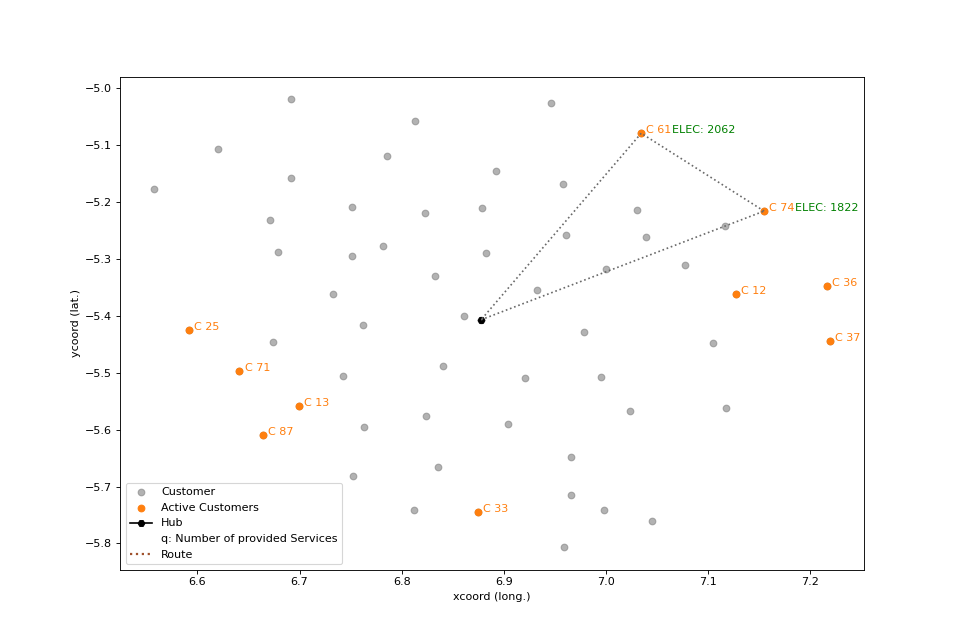 −5.0
−5.1
−5.2
−5.3
−5.4
−5.5
−5.6
−5.7
−5.8
ycoord (lat.)
C 61 ELEC: 2062
C 74 ELEC: 1822
C 36
C 12
C 25
C 37
C 71
C 13
C 87
C 33
Customer
Active Customers
Hub
q: Number of provided Services
Route
6.6 6.7 6.8 6.9 7.0 7.1 7.2
xcoord (long.)